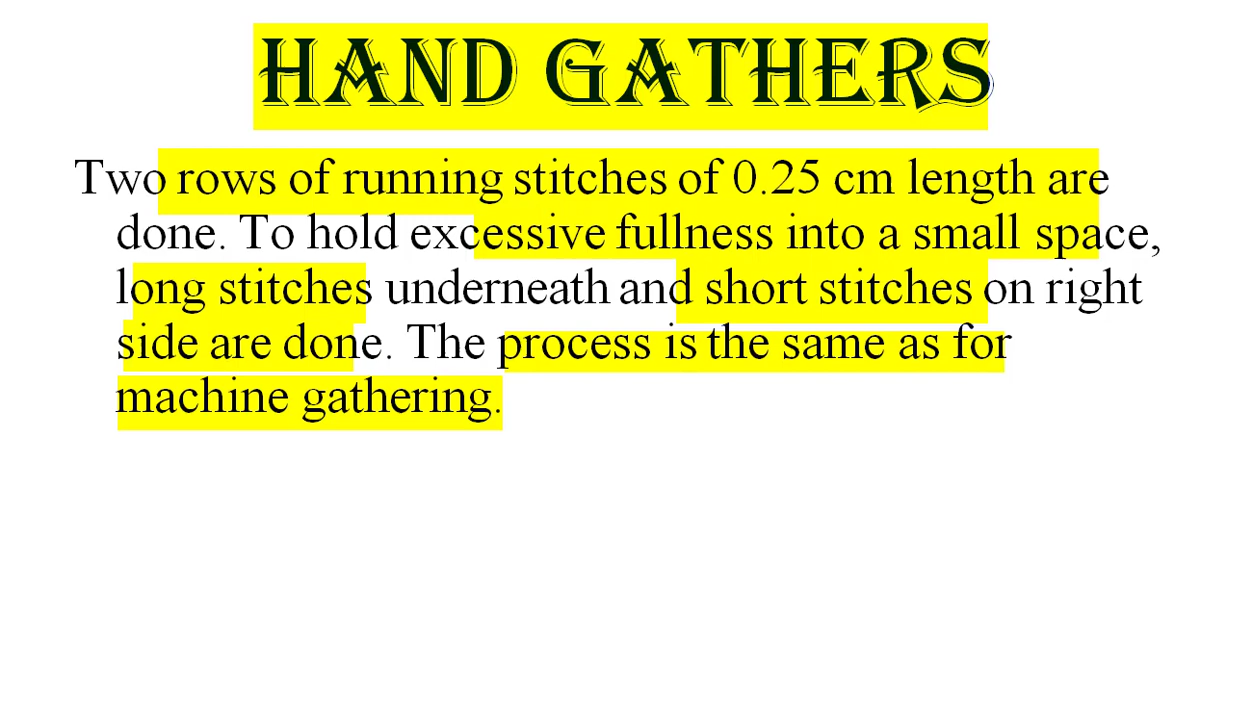 HAND GATHERS
Two rows of running stitches of 0.25 cm length are
done. To hold excessive fullness into a small space,
long stitches underneath and short stitches on right
side are done. The process is the same as for
machine gathering.